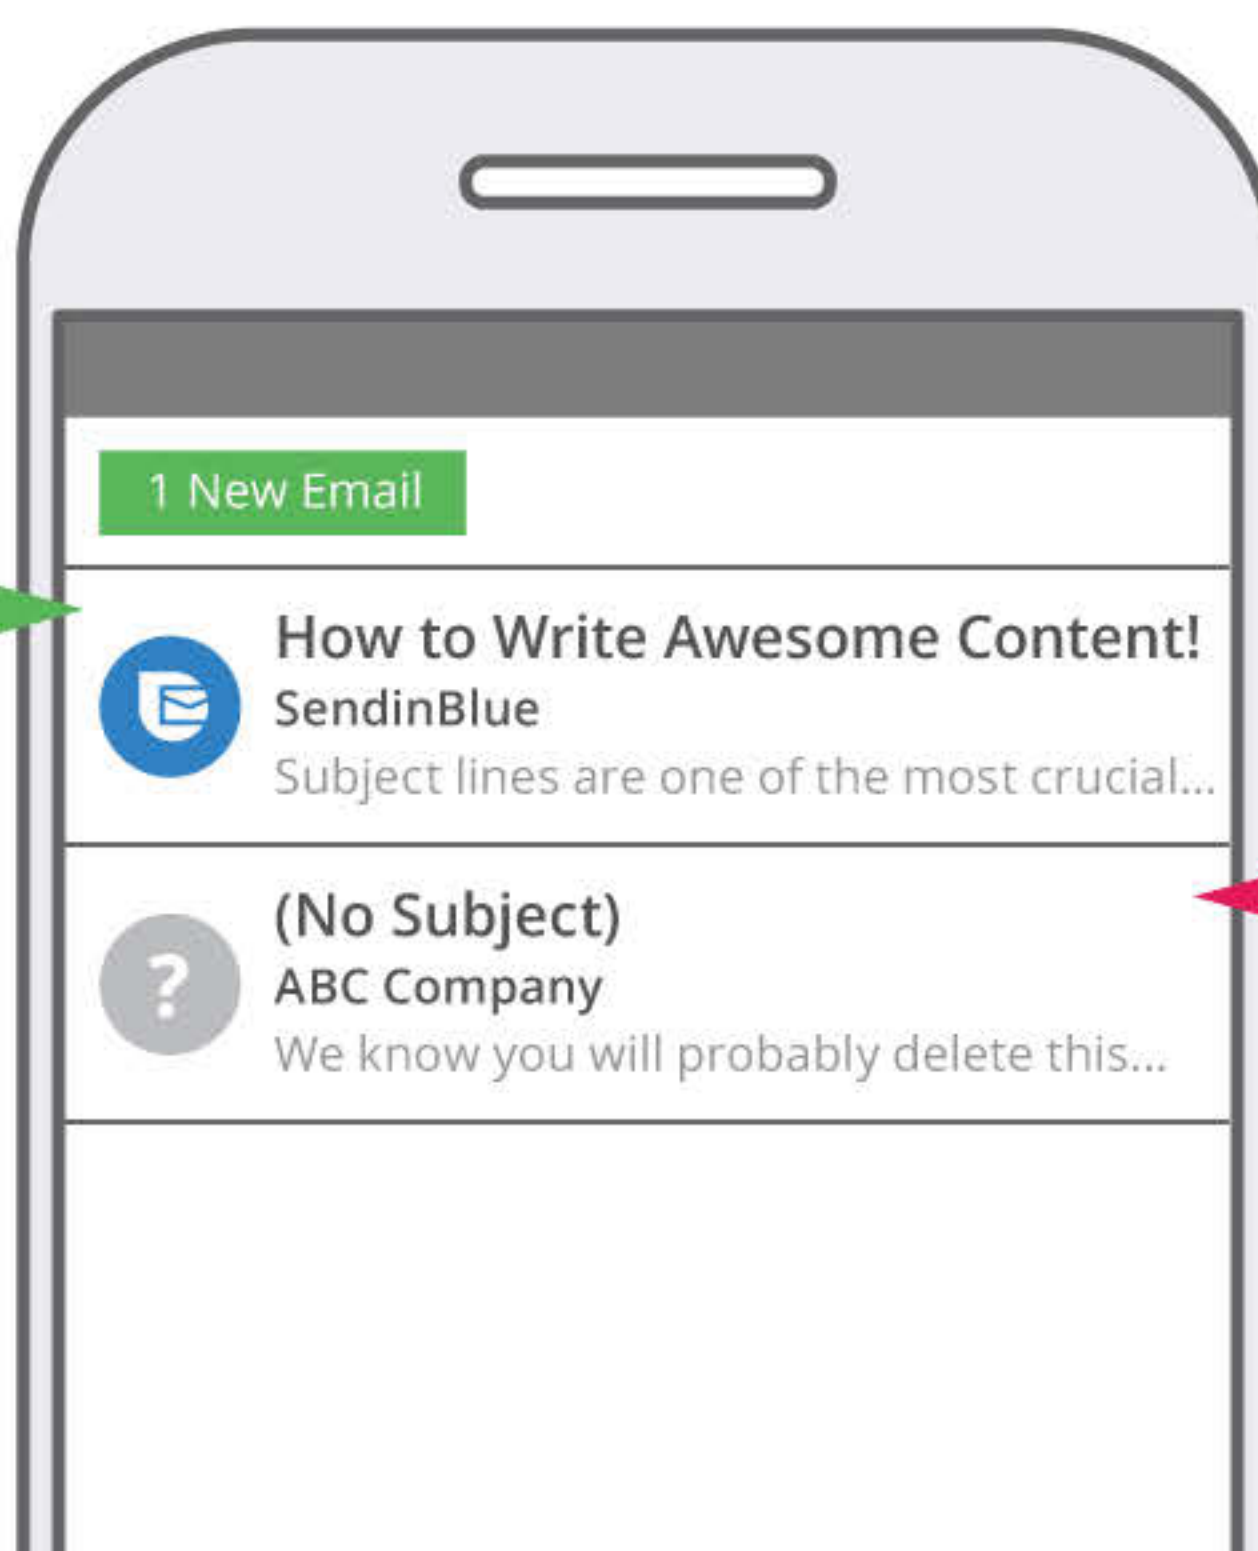 1 New Email
How to Write Awesome Content!
SendinBlue
Subject lines are one of the most crucial...
(No Subject)
?
ABC Company
We know you will probably delete this...